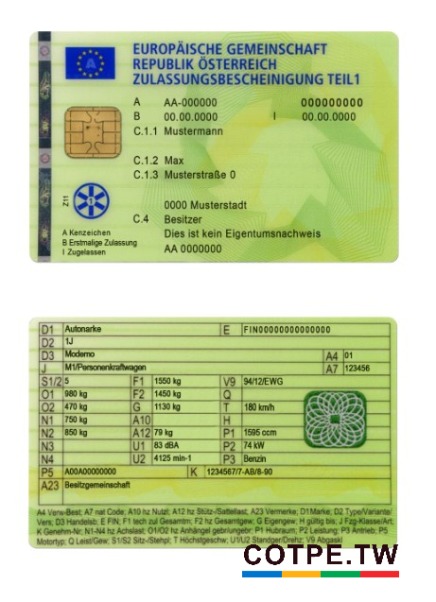 EUROPÄISCHE GEMEINSCHAFT
REPUBLIK ÖSTERREICH
ZULASSUNGSBESCHEINIGUNG TEIL1
A
A AA-000000 000000000
B 00.00.0000 I 00.00.0000
C.1.1 Mustermann
C.1.2 Max
C.1.3 Musterstraße 0
Z11
1
0000 Musterstadt
C.4 Besitzer
Dies ist kein Eigentumsnachweis
AA 0000000
A Kenzeichen
B Erstmalige Zulassung
I Zugelassen
D1 Autonarke E FIN00000000000000
D2 1J
D3 Moderno A4 01
J M1/Personenkraftwagen A7 123456
S1/2 5 F1 1550 kg V9 94/12/EWG
O1 980 kg F2 1450 kg Q
O2 470 kg G 1130 kg T 180 km/h
N1 750 kg A10 H
N2 850 kg A12 79 kg P1 1595 ccm
N3 U1 83 dBA P2 74 kW
N4 U2 4125 min-1 P3 Benzin
P5 A00A00000000 K 1234567/7-AB/8-90
A23 Besitzgemeinschaft
A4 Verw-Best; A7 nat Code; A10 hz Nutzl; A12 hz Stütz-/Sattellast; A23 Vermerke; D1Marke; D2 Type/Variante/
Vers; D3 Handelsb; E FIN; F1 tech zul Gesamtm; F2 hz Gesamtgew; G Eigengew; H gültig bis; J Fzg-Klasse/Art;
K Genehm-Nr; N1-N4 hz Achslast; O1/O2 hz Anhängel gebr/ungebr; P1 Hubraum; P2 Leistung; P3 Antrieb; P5
Motortyp; Q Leist/Gew; S1/S2 Sitz-/Stehpl; T Höchstgeschw; U1/U2 Standger/Drehz; V9 Abgaskl
COTPE.TW